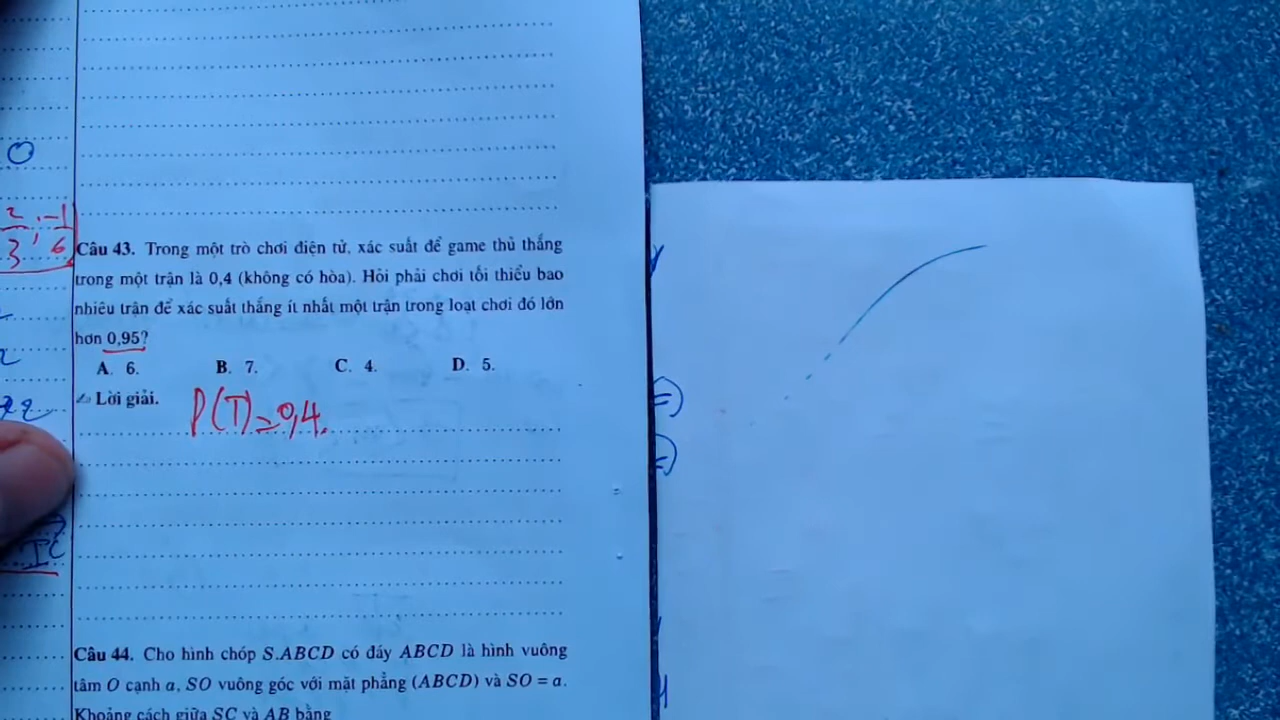 O
2 , -1
3 6
Câu 43. Trong một trò chơi điện tử, xác suất để game thủ thắng
trong một trận là 0,4 (không có hòa). Hỏi phải chơi tối thiểu bao
nhiêu trận để xác suất thắng ít nhất một trận trong loạt chơi đó lớn
hơn 0,95?
A. 6. B. 7. C. 4. D. 5.
Lời giải.
P(T)=0,4.
Câu 44. Cho hình chóp S.ABCD có đáy ABCD là hình vuông
tâm O cạnh a, SO vuông góc với mặt phẳng (ABCD) và SO = a.
Khoảng cách giữa SC và AB bằng